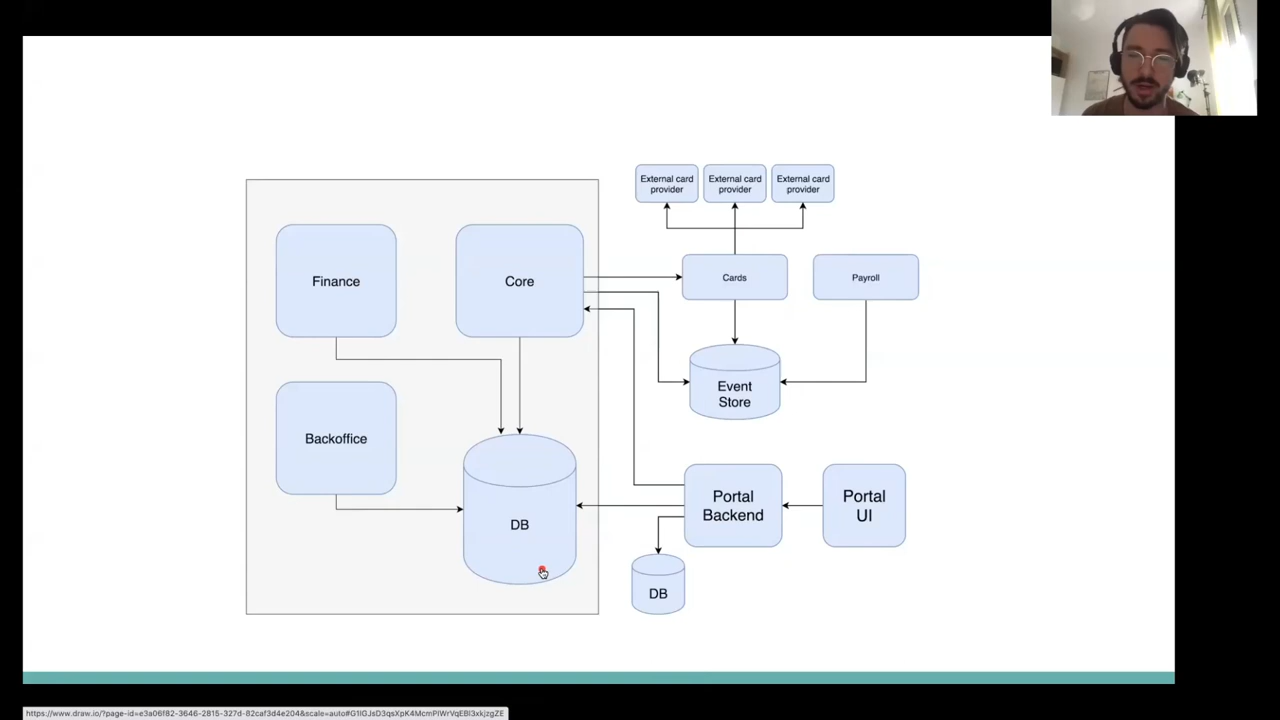 External card
provider
External card
provider
External card
provider
Finance
Core
Cards
Payroll
Event
Store
Backoffice
DB
Portal
Backend
Portal
UI
DB